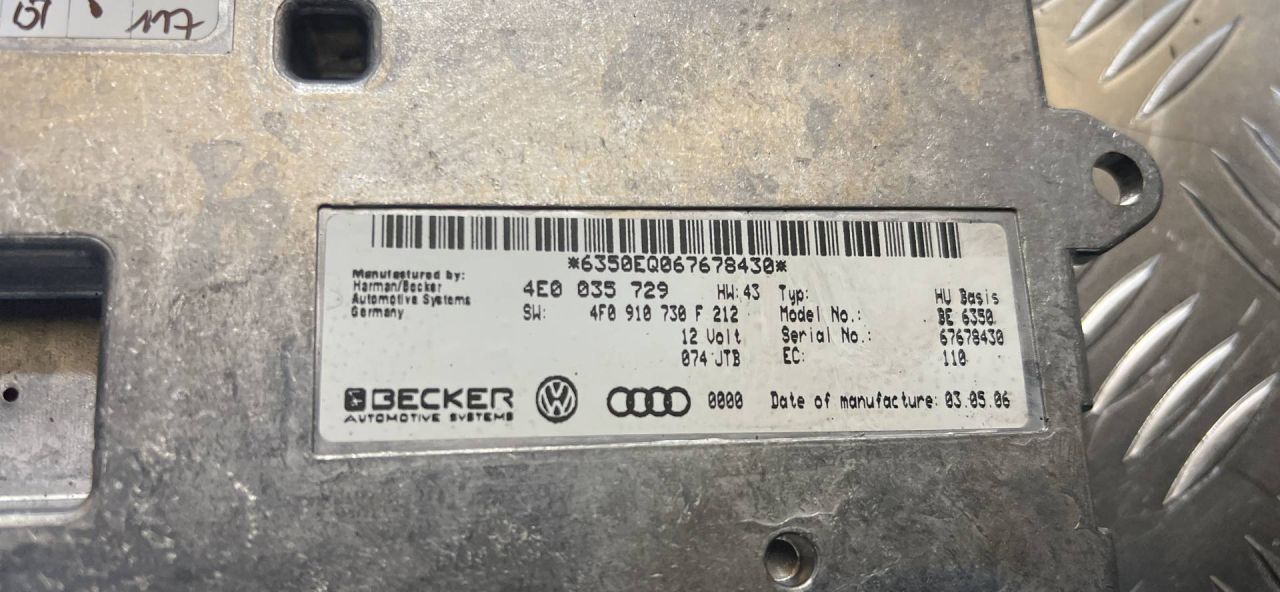 117
*6350EQ067678430*
Manufactured by:
Harman/Becker
Automotive Systems
Germany
4E0 035 729 HW:43
SW: 4F0 910 730 F 212
12 Volt
074 JTB
Typ: HU Basis
Model No.: BE 6350
Serial No.: 67678430
EC: 110
BECKER
AUTOMOTIVE SYSTEMS
0000 Date of manufacture: 03.05.06